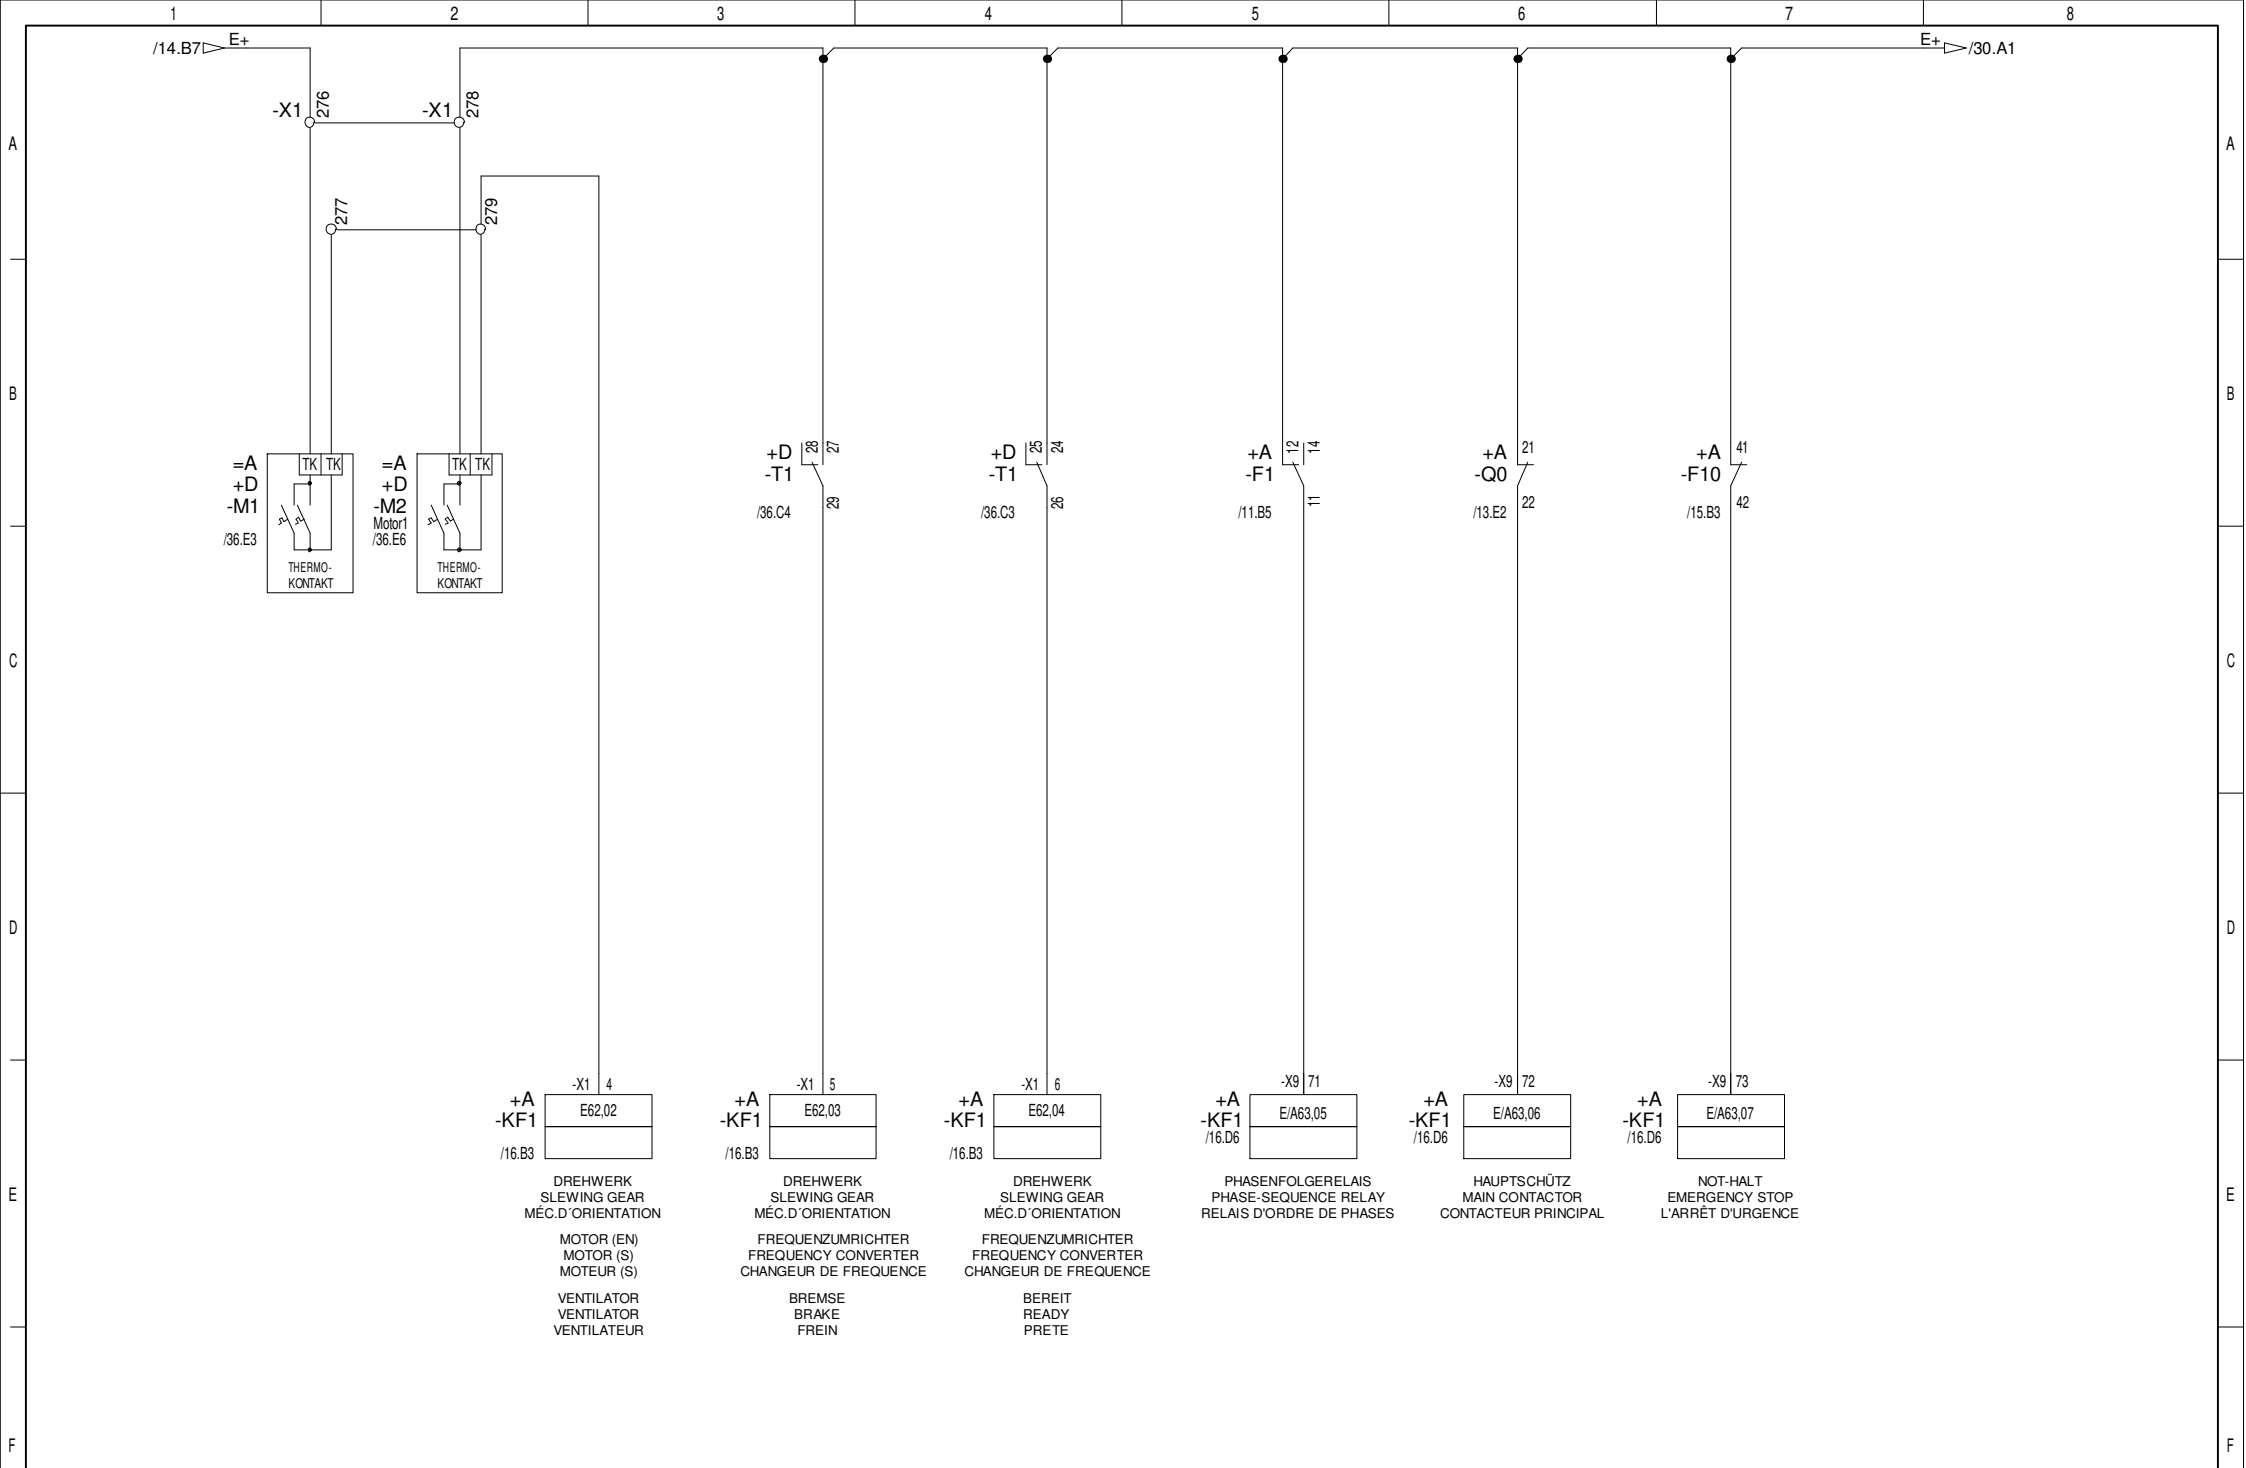 1 2 3 4 5 6 7 8
/14.B7 E+
E+ /30.A1
-X1 276
-X1 278
A A
277
279
B B
=A
+D
-M1
/36.E3
TK TK
THERMO-
KONTAKT
=A
+D
-M2
Motor1
/36.E6
TK TK
THERMO-
KONTAKT
+D
-T1
/36.C4
28 27
29
+D
-T1
/36.C3
25 24
26
+A
-F1
/11.B5
12 14
11
+A
-Q0
/13.E2
21
22
+A
-F10
/15.B3
41
42
C C
D D
-X1 4
+A
-KF1
/16.B3
E62,02
DREHWERK
SLEWING GEAR
MÉC.D´ORIENTATION
MOTOR (EN)
MOTOR (S)
MOTEUR (S)
VENTILATOR
VENTILATOR
VENTILATEUR
-X1 5
+A
-KF1
/16.B3
E62,03
DREHWERK
SLEWING GEAR
MÉC.D´ORIENTATION
FREQUENZUMRICHTER
FREQUENCY CONVERTER
CHANGEUR DE FREQUENCE
BREMSE
BRAKE
FREIN
-X1 6
+A
-KF1
/16.B3
E62,04
DREHWERK
SLEWING GEAR
MÉC.D´ORIENTATION
FREQUENZUMRICHTER
FREQUENCY CONVERTER
CHANGEUR DE FREQUENCE
BEREIT
READY
PRETE
-X9 71
+A
-KF1
/16.D6
E/A63,05
PHASENFOLGERELAIS
PHASE-SEQUENCE RELAY
RELAIS D'ORDRE DE PHASES
-X9 72
+A
-KF1
/16.D6
E/A63,06
HAUPTSCHÜTZ
MAIN CONTACTOR
CONTACTEUR PRINCIPAL
-X9 73
+A
-KF1
/16.D6
E/A63,07
NOT-HALT
EMERGENCY STOP
L'ARRÊT D'URGENCE
E E
F F